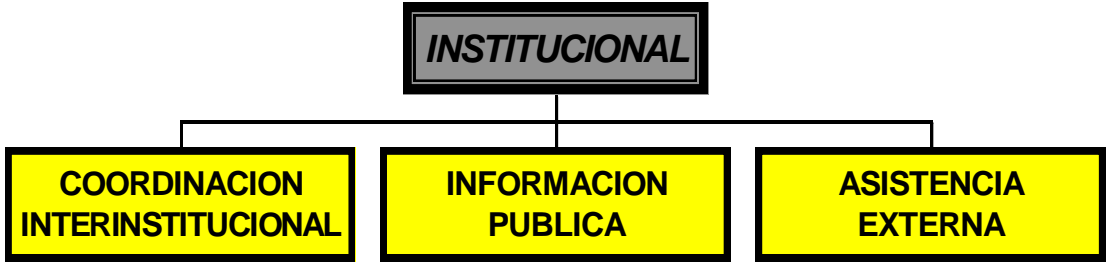 INSTITUCIONAL
COORDINACION
INTERINSTITUCIONAL
INFORMACION
PUBLICA
ASISTENCIA
EXTERNA